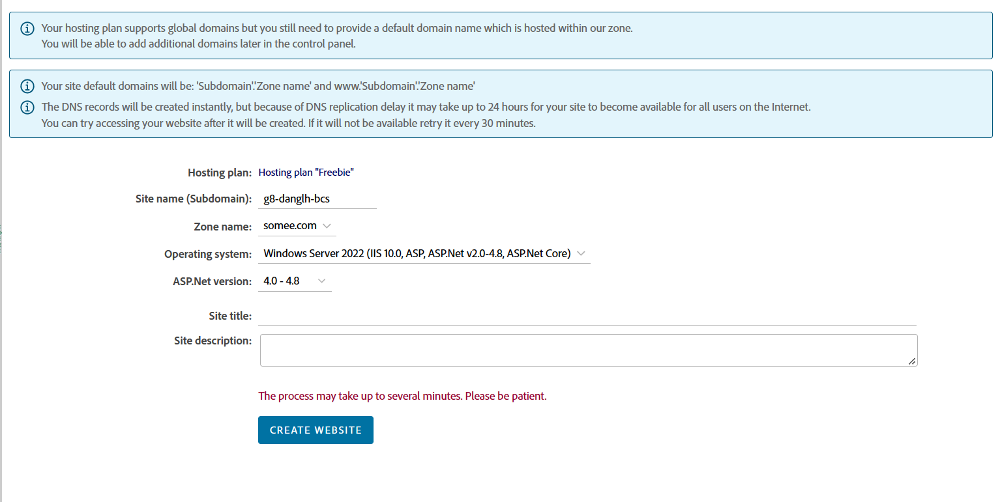 Your hosting plan supports global domains but you still need to provide a default domain name which is hosted within our zone.
You will be able to add additional domains later in the control panel.
Your site default domains will be: 'Subdomain'.'Zone name' and www.'Subdomain'.'Zone name'
The DNS records will be created instantly, but because of DNS replication delay it may take up to 24 hours for your site to become available for all users on the Internet.
You can try accessing your website after it will be created. If it will not be available retry it every 30 minutes.
Hosting plan: Hosting plan "Freebie"
Site name (Subdomain): g8-danglh-bcs
Zone name: somee.com
Operating system: Windows Server 2022 (IIS 10.0, ASP, ASP.Net v2.0-4.8, ASP.Net Core)
ASP.Net version: 4.0 - 4.8
Site title:
Site description:
The process may take up to several minutes. Please be patient.
CREATE WEBSITE